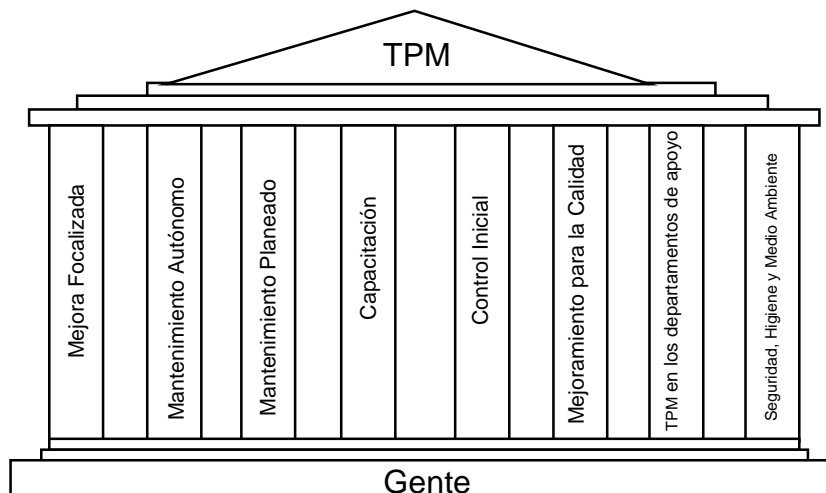 TPM
Mejora Focalizada
Mantenimiento Autónomo
Mantenimiento Planeado
Capacitación
Control Inicial
Mejoramiento para la Calidad
TPM en los departamentos de apoyo
Seguridad, Higiene y Medio Ambiente
Gente